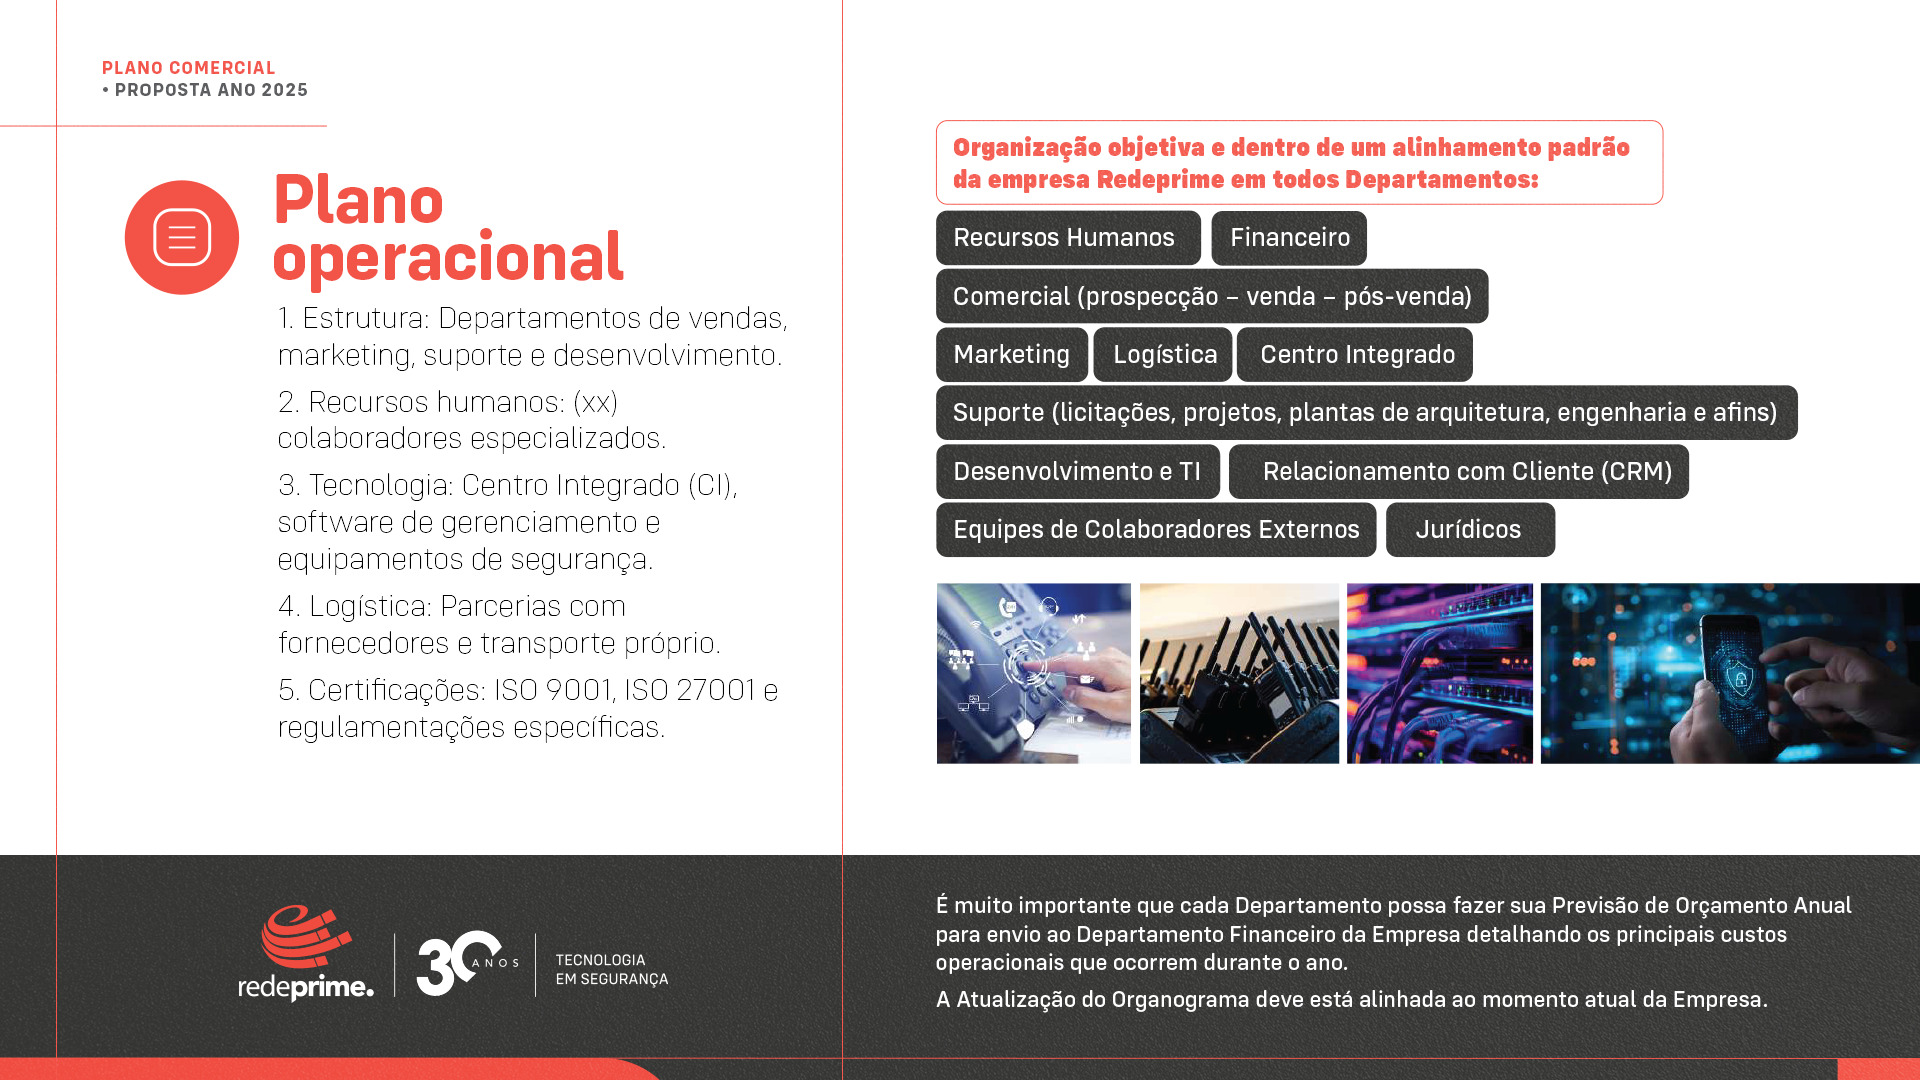 PLANO COMERCIAL
• PROPOSTA ANO 2025
Plano
operacional
1. Estrutura: Departamentos de vendas,
marketing, suporte e desenvolvimento.
2. Recursos humanos: (xx)
colaboradores especializados.
3. Tecnologia: Centro Integrado (CI),
software de gerenciamento e
equipamentos de segurança.
4. Logística: Parcerias com
fornecedores e transporte próprio.
5. Certificações: ISO 9001, ISO 27001 e
regulamentações específicas.
Organização objetiva e dentro de um alinhamento padrão
da empresa Redeprime em todos Departamentos:
Recursos Humanos
Financeiro
Comercial (prospecção – venda – pós-venda)
Marketing
Logística
Centro Integrado
Suporte (licitações, projetos, plantas de arquitetura, engenharia e afins)
Desenvolvimento e TI
Relacionamento com Cliente (CRM)
Equipes de Colaboradores Externos
Jurídicos
redeprime.
30 ANOS
TECNOLOGIA
EM SEGURANÇA
É muito importante que cada Departamento possa fazer sua Previsão de Orçamento Anual
para envio ao Departamento Financeiro da Empresa detalhando os principais custos
operacionais que ocorrem durante o ano.
A Atualização do Organograma deve está alinhada ao momento atual da Empresa.